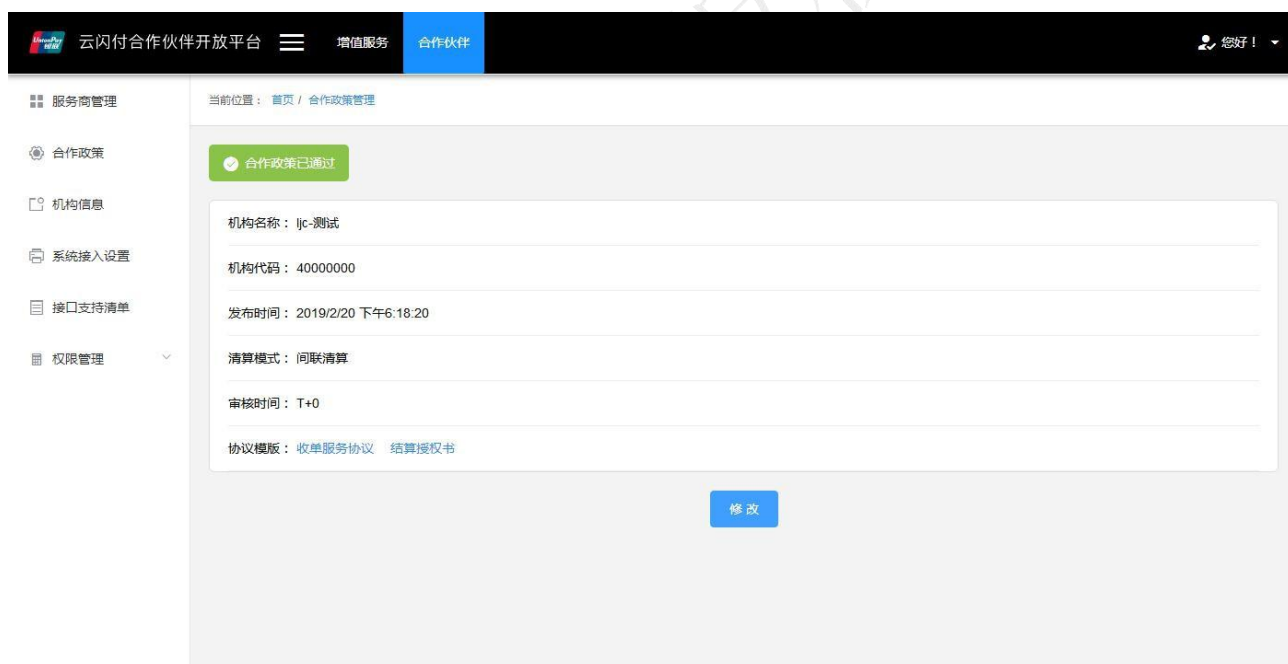 UnionPay 银联 云闪付合作伙伴开放平台 增值服务 合作伙伴 您好！
服务商管理
合作政策
机构信息
系统接入设置
接口支持清单
权限管理
当前位置： 首页 / 合作政策管理
合作政策已通过
机构名称： ljc-测试
机构代码： 40000000
发布时间： 2019/2/20 下午6:18:20
清算模式： 间联清算
审核时间： T+0
协议模版： 收单服务协议 结算授权书
修 改